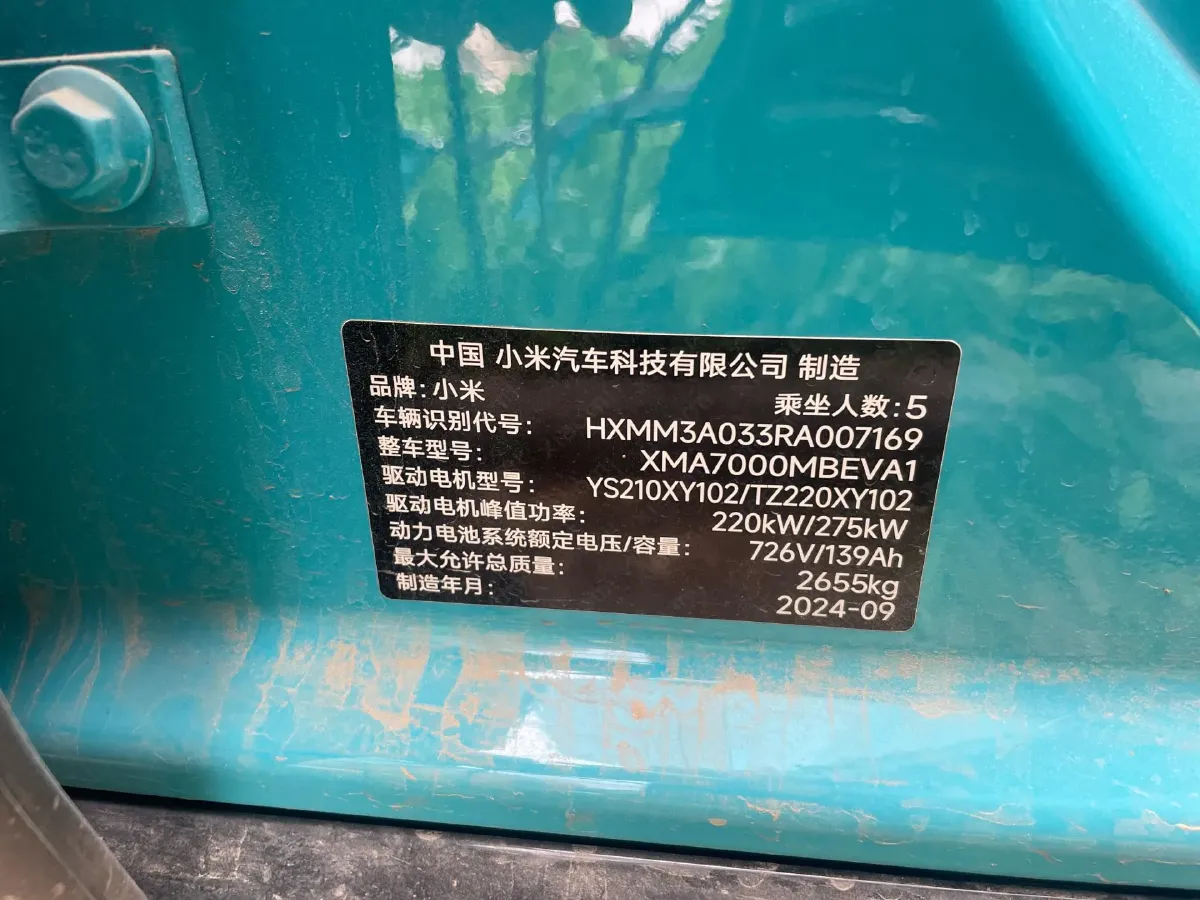 中国 小米汽车科技有限公司 制造
品牌: 小米 乘坐人数: 5
车辆识别代号: HXMM3A033RA007169
整车型号: XMA7000MBEVA1
驱动电机型号: YS210XY102/TZ220XY102
驱动电机峰值功率: 220kW/275kW
动力电池系统额定电压/容量: 726V/139Ah
最大允许总质量: 2655kg
制造年月: 2024-09